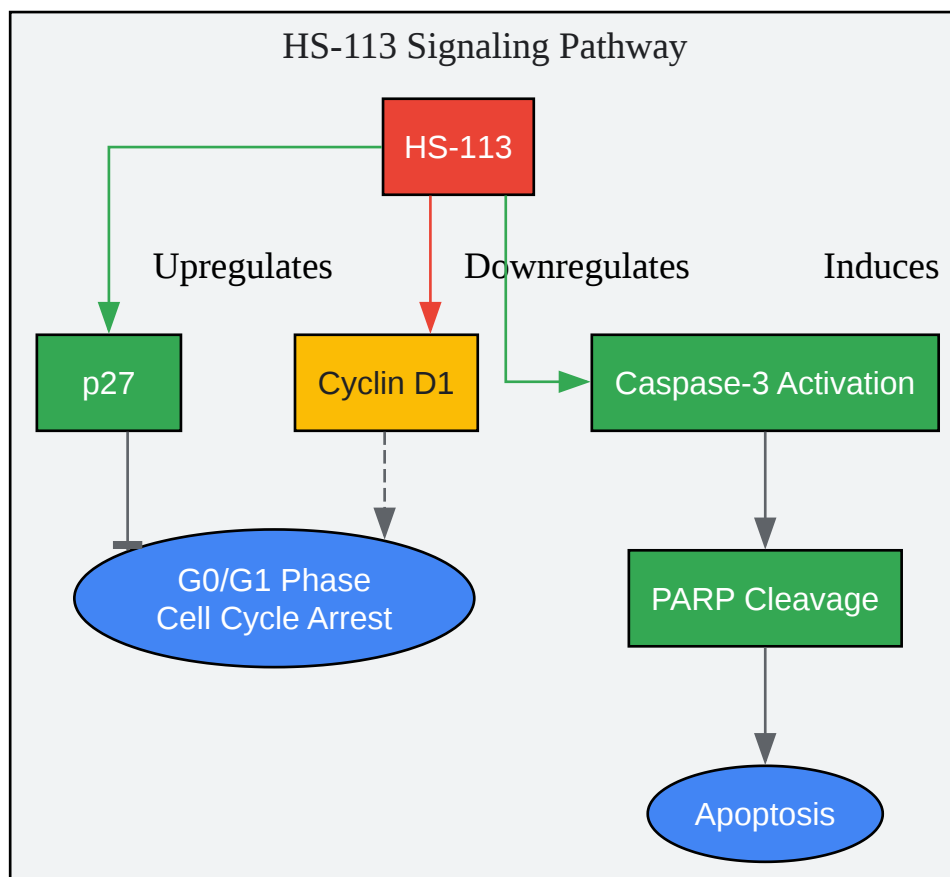 HS-113 Signaling Pathway
HS-113
Upregulates
Downregulates
Induces
p27
Cyclin D1
Caspase-3 Activation
G0/G1 Phase
Cell Cycle Arrest
PARP Cleavage
Apoptosis